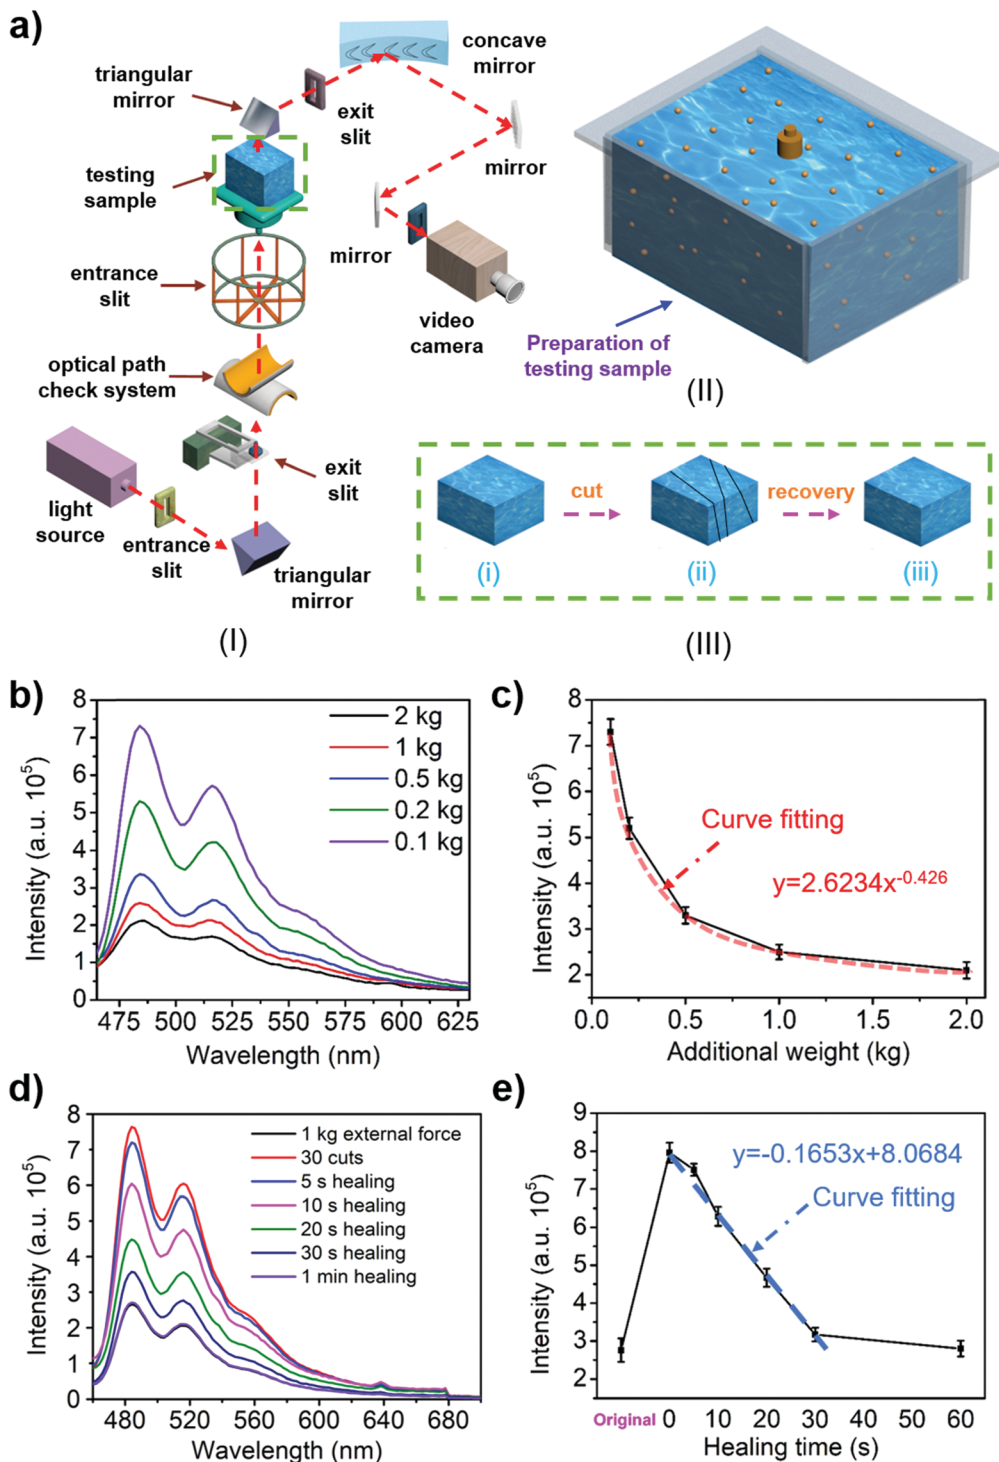 a)
triangular
mirror
exit
slit
concave
mirror
mirror
testing
sample
mirror
entrance
slit
video
camera
optical path
check system
light
source
exit
slit
entrance
slit
triangular
mirror
(I)
Preparation of
testing sample
(II)
cut
recovery
(i)
(ii)
(iii)
(III)
b)
Intensity (a.u. 10⁵)
8
7
6
5
4
3
2
1
0
2 kg
1 kg
0.5 kg
0.2 kg
0.1 kg
475 500 525 550 575 600 625
Wavelength (nm)
c)
Intensity (a.u. 10⁵)
8
7
6
5
4
3
2
Curve fitting
y=2.6234x⁻⁰·⁴²⁶
0.0 0.5 1.0 1.5 2.0
Additional weight (kg)
d)
Intensity (a.u. 10⁵)
8
7
6
5
4
3
2
1
0
1 kg external force
30 cuts
5 s healing
10 s healing
20 s healing
30 s healing
1 min healing
480 520 560 600 640 680
Wavelength (nm)
e)
Intensity (a.u. 10⁵)
9
8
7
6
5
4
3
2
y=-0.1653x+8.0684
Curve fitting
Original 0 10 20 30 40 50 60
Healing time (s)